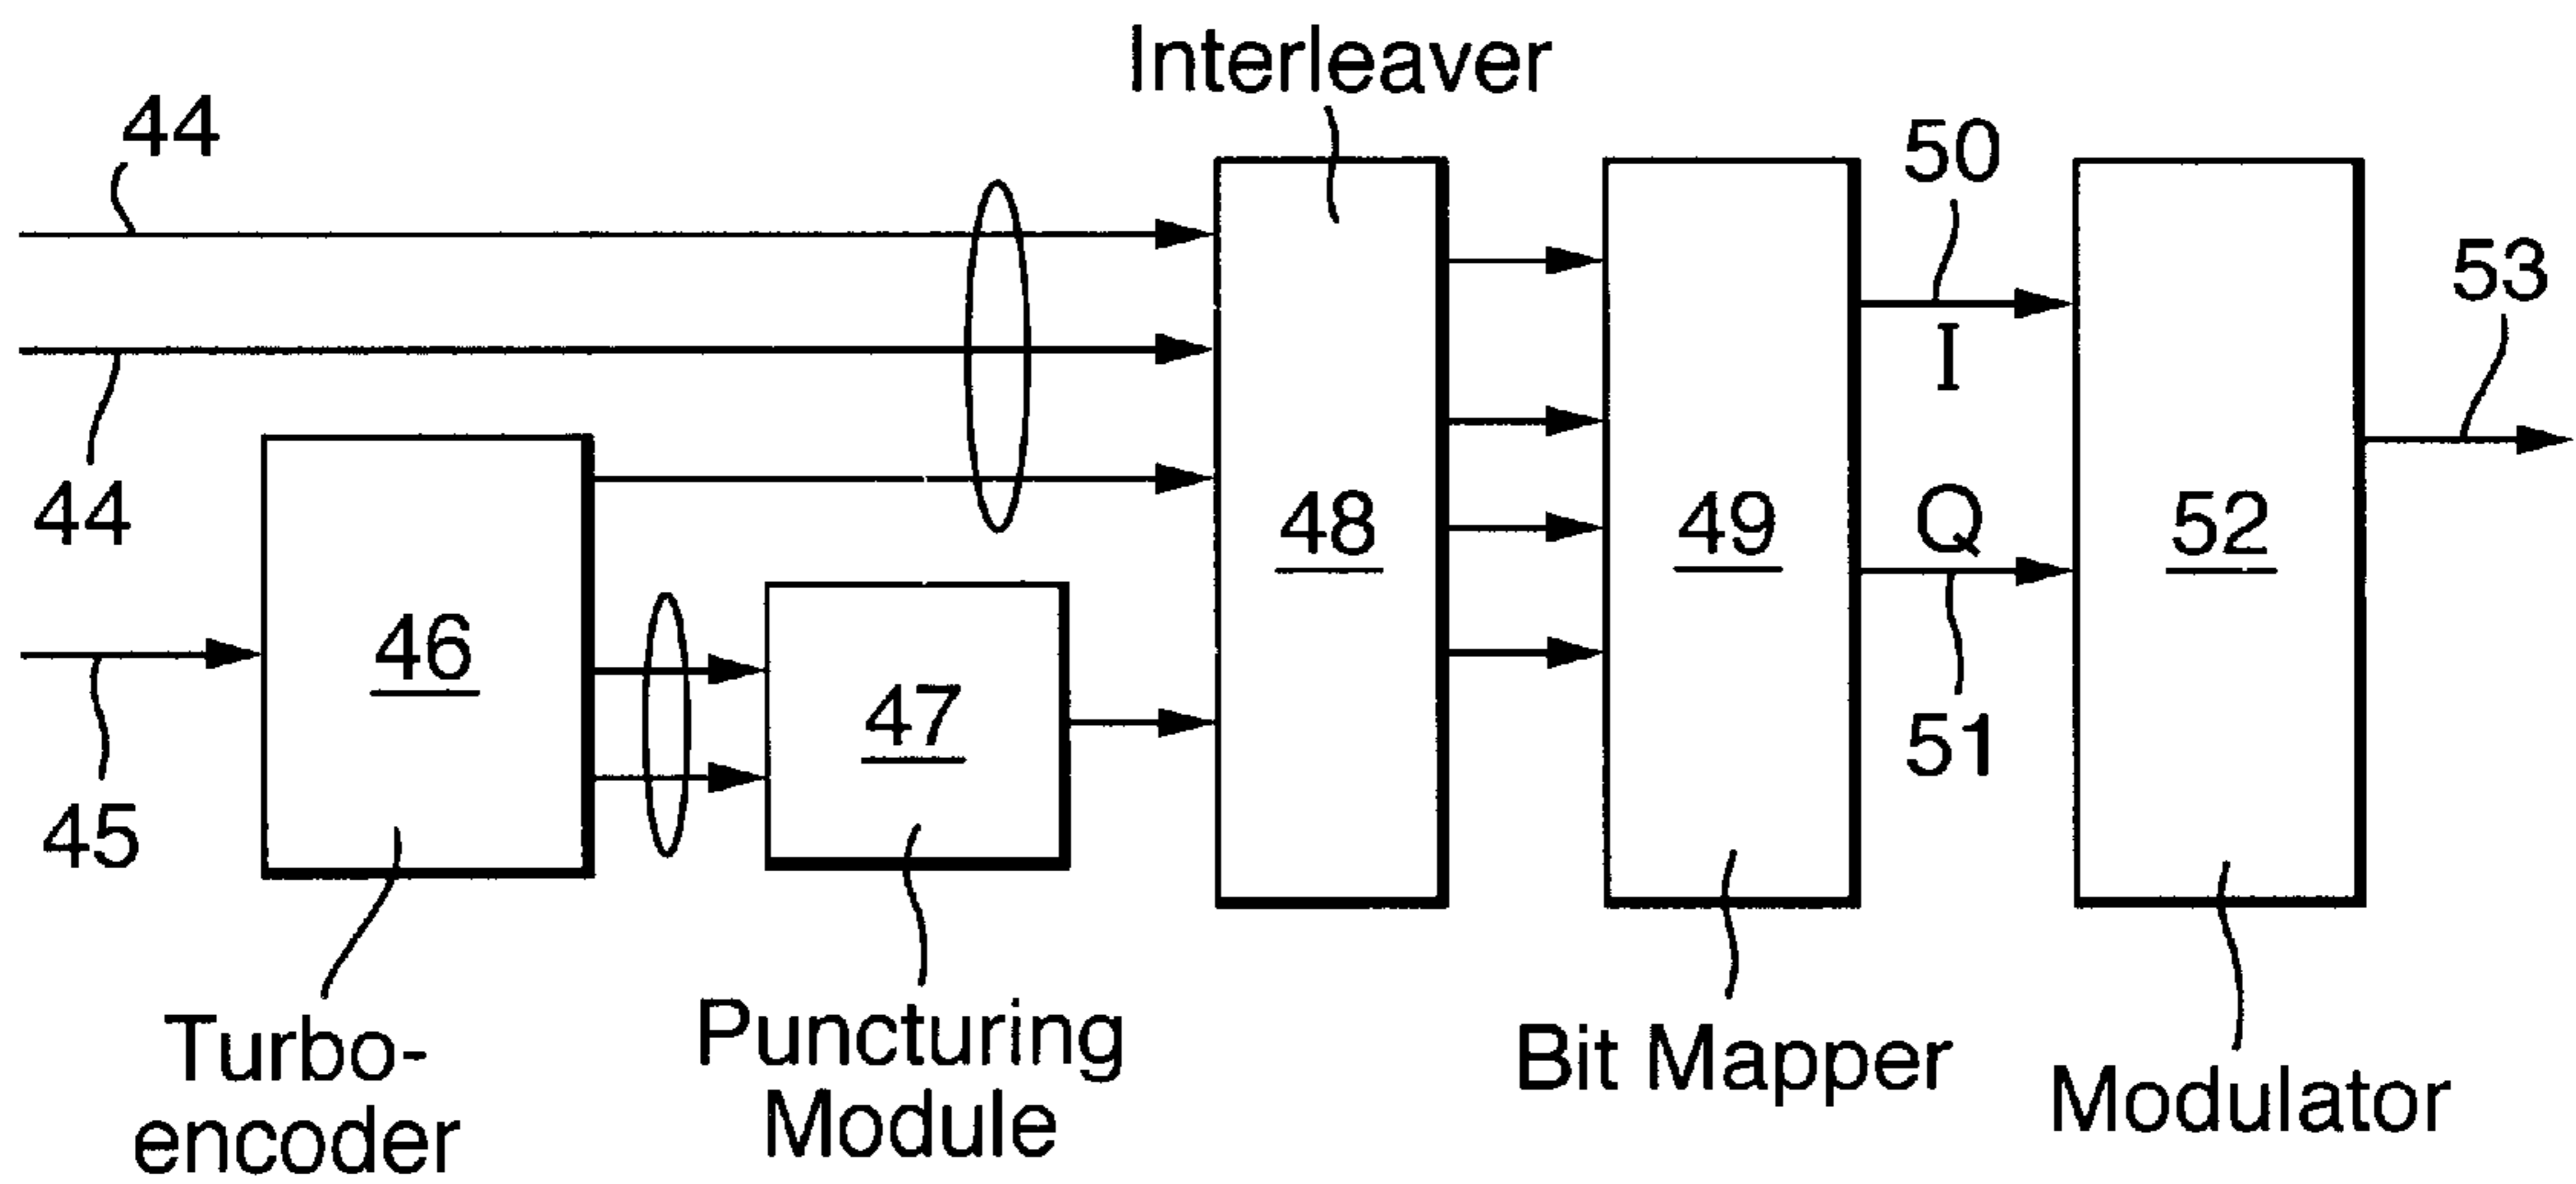 Interleaver
44
50
53
I
44
48
49
Q
52
46
47
51
45
Turbo-
encoder
Puncturing
Module
Bit Mapper
Modulator